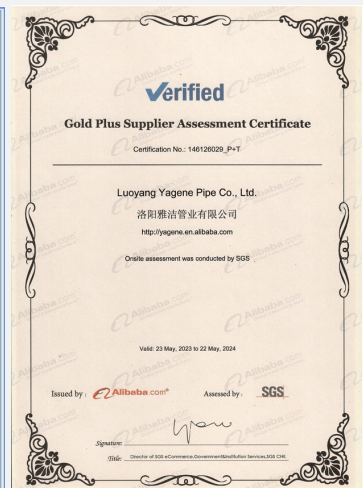 Verified
Gold Plus Supplier Assessment Certificate
Certification No.: 146126029_P+T
Luoyang Yagene Pipe Co., Ltd.
洛阳雅洁管业有限公司
http://yagene.en.alibaba.com
Onsite assessment was conducted by SGS
Valid: 23 May, 2023 to 22 May, 2024
Issued by: Alibaba.com® Assessed by: SGS
Signature:
Title: Director of SGS eCommerce,Government&Institution Services,SGS CHN.